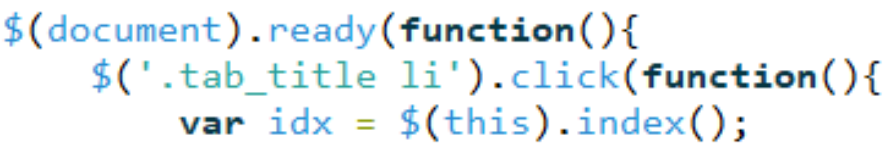 $(document).ready(function(){
    $('.tab_title li').click(function(){
        var idx = $(this).index();